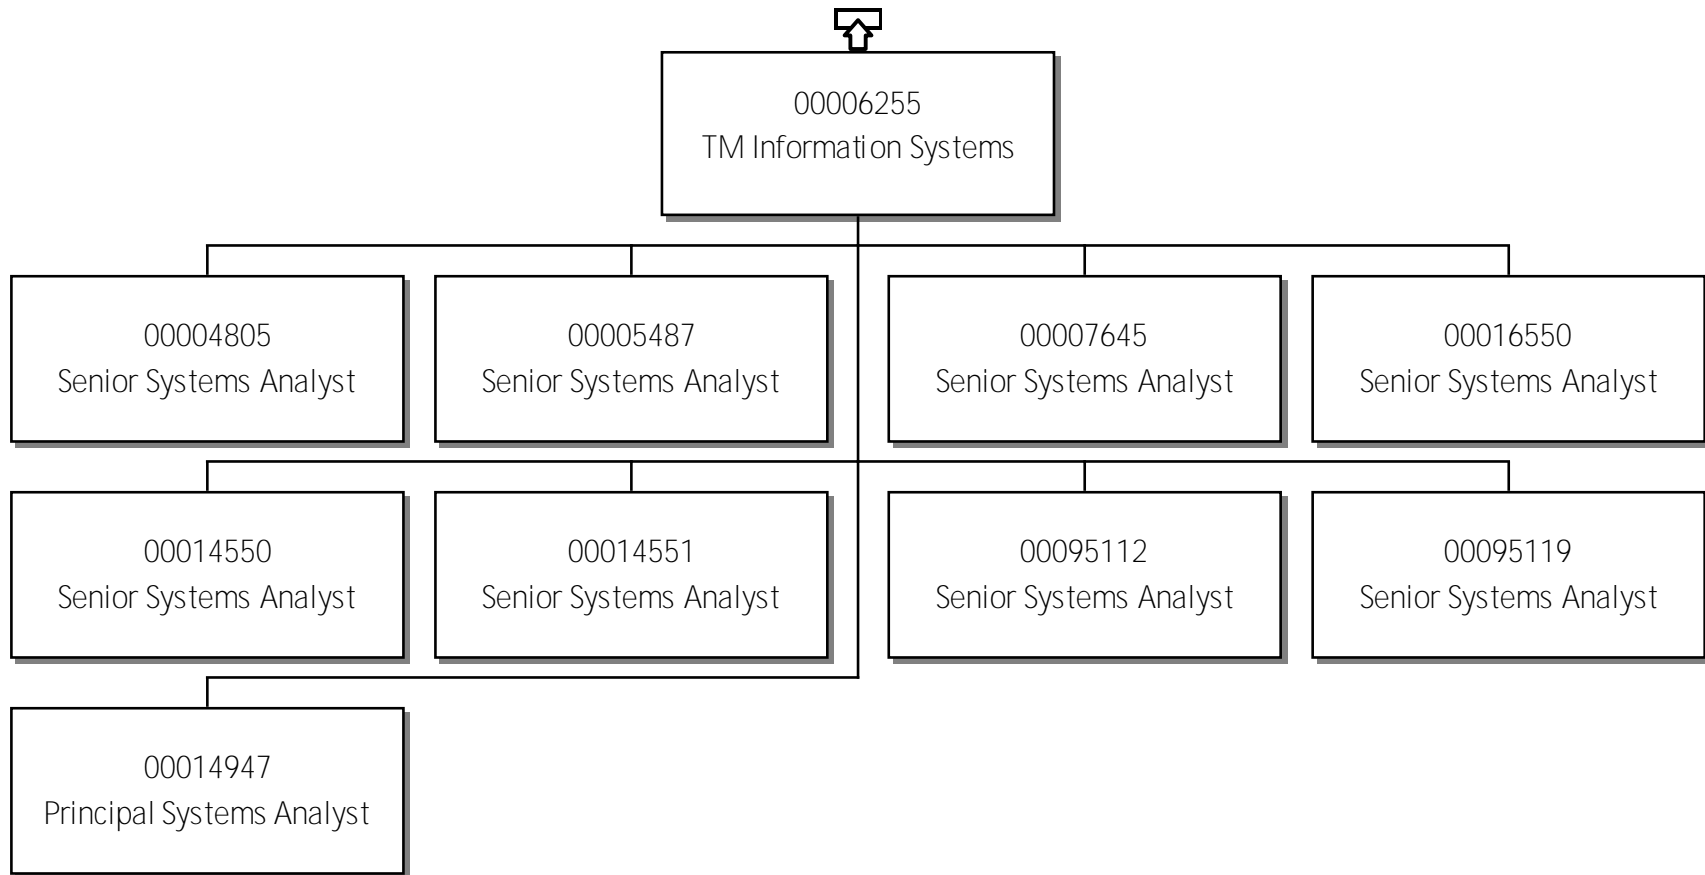 00006255
TM Information Systems
00004805
Senior Systems Analyst
00005487
Senior Systems Analyst
00007645
Senior Systems Analyst
00016550
Senior Systems Analyst
00014550
Senior Systems Analyst
00014551
Senior Systems Analyst
00095112
Senior Systems Analyst
00095119
Senior Systems Analyst
00014947
Principal Systems Analyst